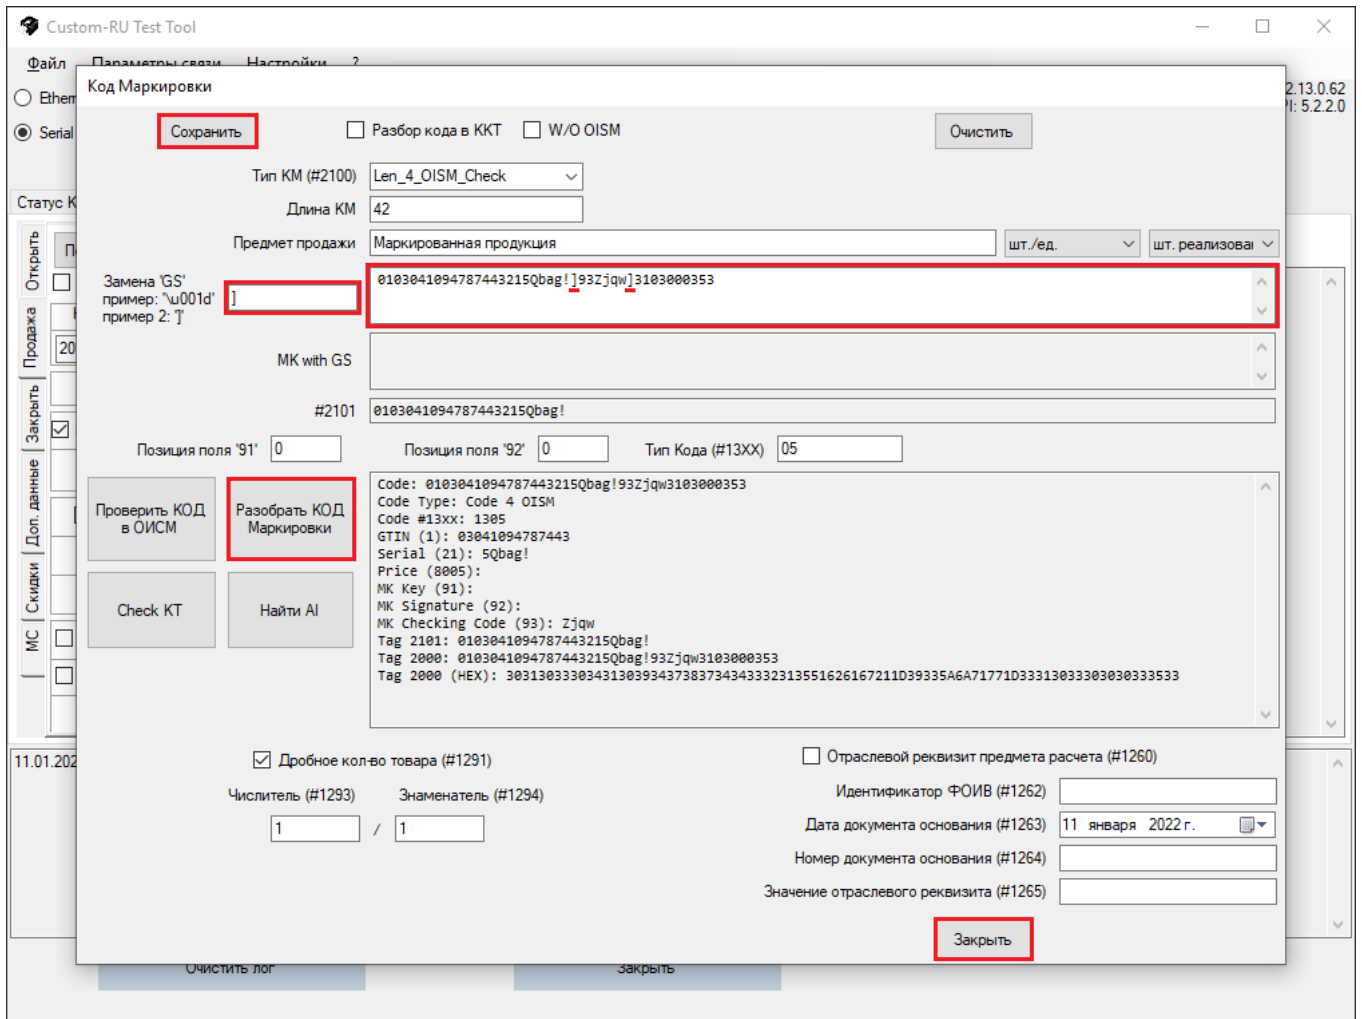 Custom-RU Test Tool
Файл Параметры связи Настройки ?
Код Маркировки
2.13.0.62
PI: 5.2.2.0
Ethern
Serial
Сохранить
Разбор кода в ККТ
W/O OISM
Очистить
Тип КМ (#2100) Len_4_OISM_Check
Длина КМ 42
Статус К
Предмет продажи Маркированная продукция шт./ед. шт. реализован
Открыть
Продажа
Закрыть
Доп. данные
Скидки
МС
Замена 'GS'
пример: '\u001d'
пример 2: ']'
]
0103041094787443215Qbag!]93Zjqw]3103000353
20
MK with GS
#2101 0103041094787443215Qbag!
Позиция поля '91' 0 Позиция поля '92' 0 Тип Кода (#13XX) 05
Проверить КОД
в ОИСМ
Разобрать КОД
Маркировки
Check KT
Найти AI
Code: 0103041094787443215Qbag!93Zjqw3103000353
Code Type: Code 4 OISM
Code #13xx: 1305
GTIN (1): 03041094787443
Serial (21): 5Qbag!
Price (8005):
MK Key (91):
MK Signature (92):
MK Checking Code (93): Zjqw
Tag 2101: 0103041094787443215Qbag!
Tag 2000: 0103041094787443215Qbag!93Zjqw3103000353
Tag 2000 (HEX): 303130333034313039343738373434333231355162616721​1D39335A6A71771D33313033303030333533
11.01.202
Дробное кол-во товара (#1291)
Числитель (#1293) Знаменатель (#1294)
1 / 1
Отраслевой реквизит предмета расчета (#1260)
Идентификатор ФОИВ (#1262)
Дата документа основания (#1263) 11 января 2022 г.
Номер документа основания (#1264)
Значение отраслевого реквизита (#1265)
Закрыть
Очистить лог
Закрыть